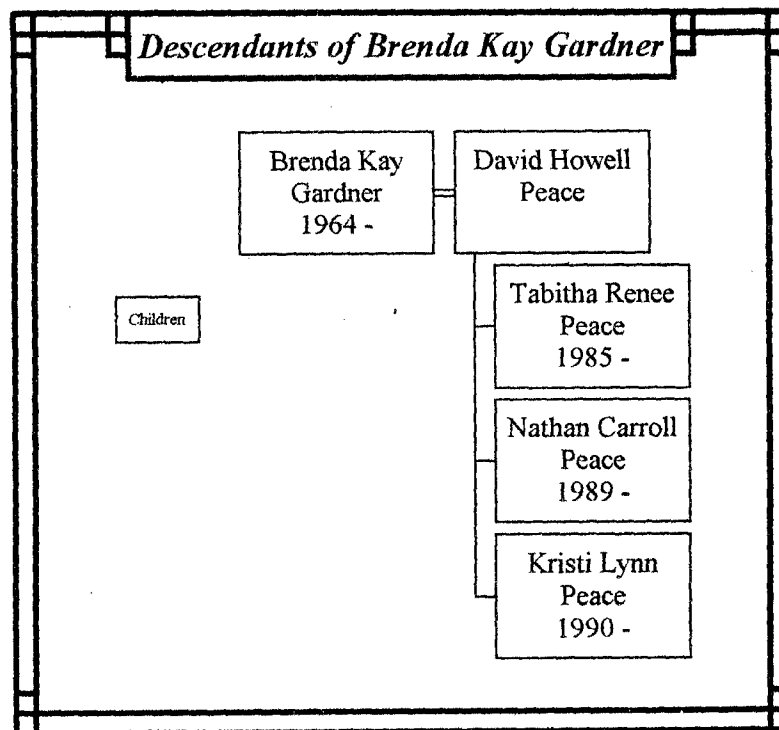 Descendants of Brenda Kay Gardner
Brenda Kay
Gardner
1964 -
David Howell
Peace
Children
Tabitha Renee
Peace
1985 -
Nathan Carroll
Peace
1989 -
Kristi Lynn
Peace
1990 -